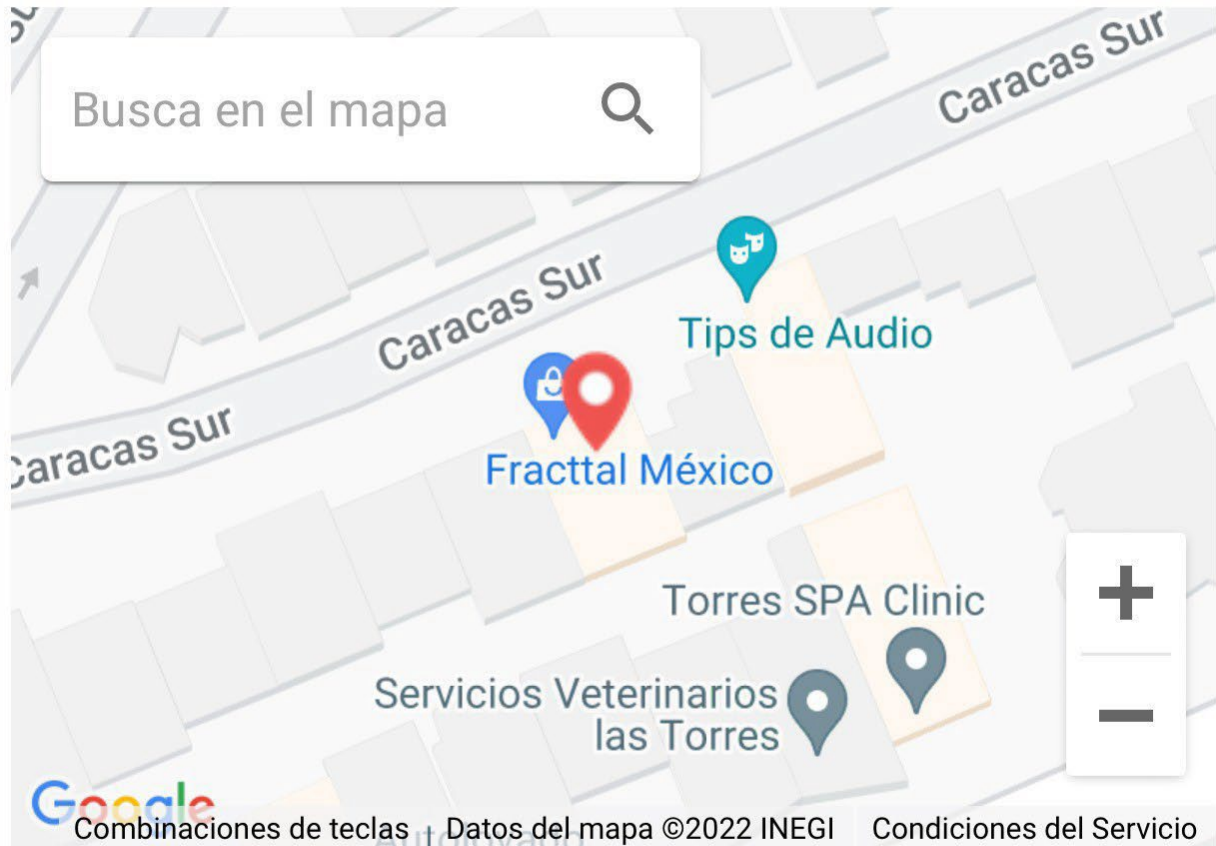 Caracas Sur
Busca en el mapa
Caracas Sur
Tips de Audio
Caracas Sur
Fracttal México
Torres SPA Clinic
Servicios Veterinarios
las Torres
Google
Combinaciones de teclas
Datos del mapa ©2022 INEGI
Condiciones del Servicio